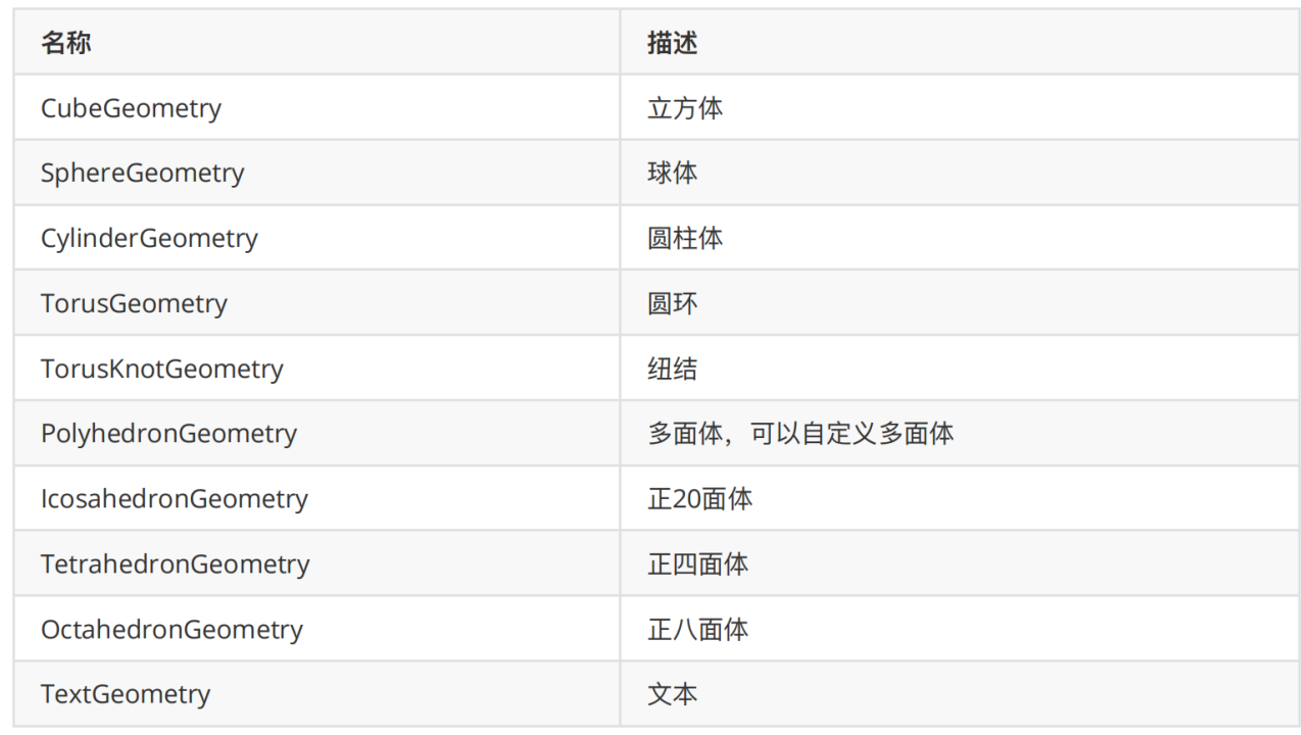 名称 描述
CubeGeometry 立方体
SphereGeometry 球体
CylinderGeometry 圆柱体
TorusGeometry 圆环
TorusKnotGeometry 纽结
PolyhedronGeometry 多面体，可以自定义多面体
IcosahedronGeometry 正20面体
TetrahedronGeometry 正四面体
OctahedronGeometry 正八面体
TextGeometry 文本